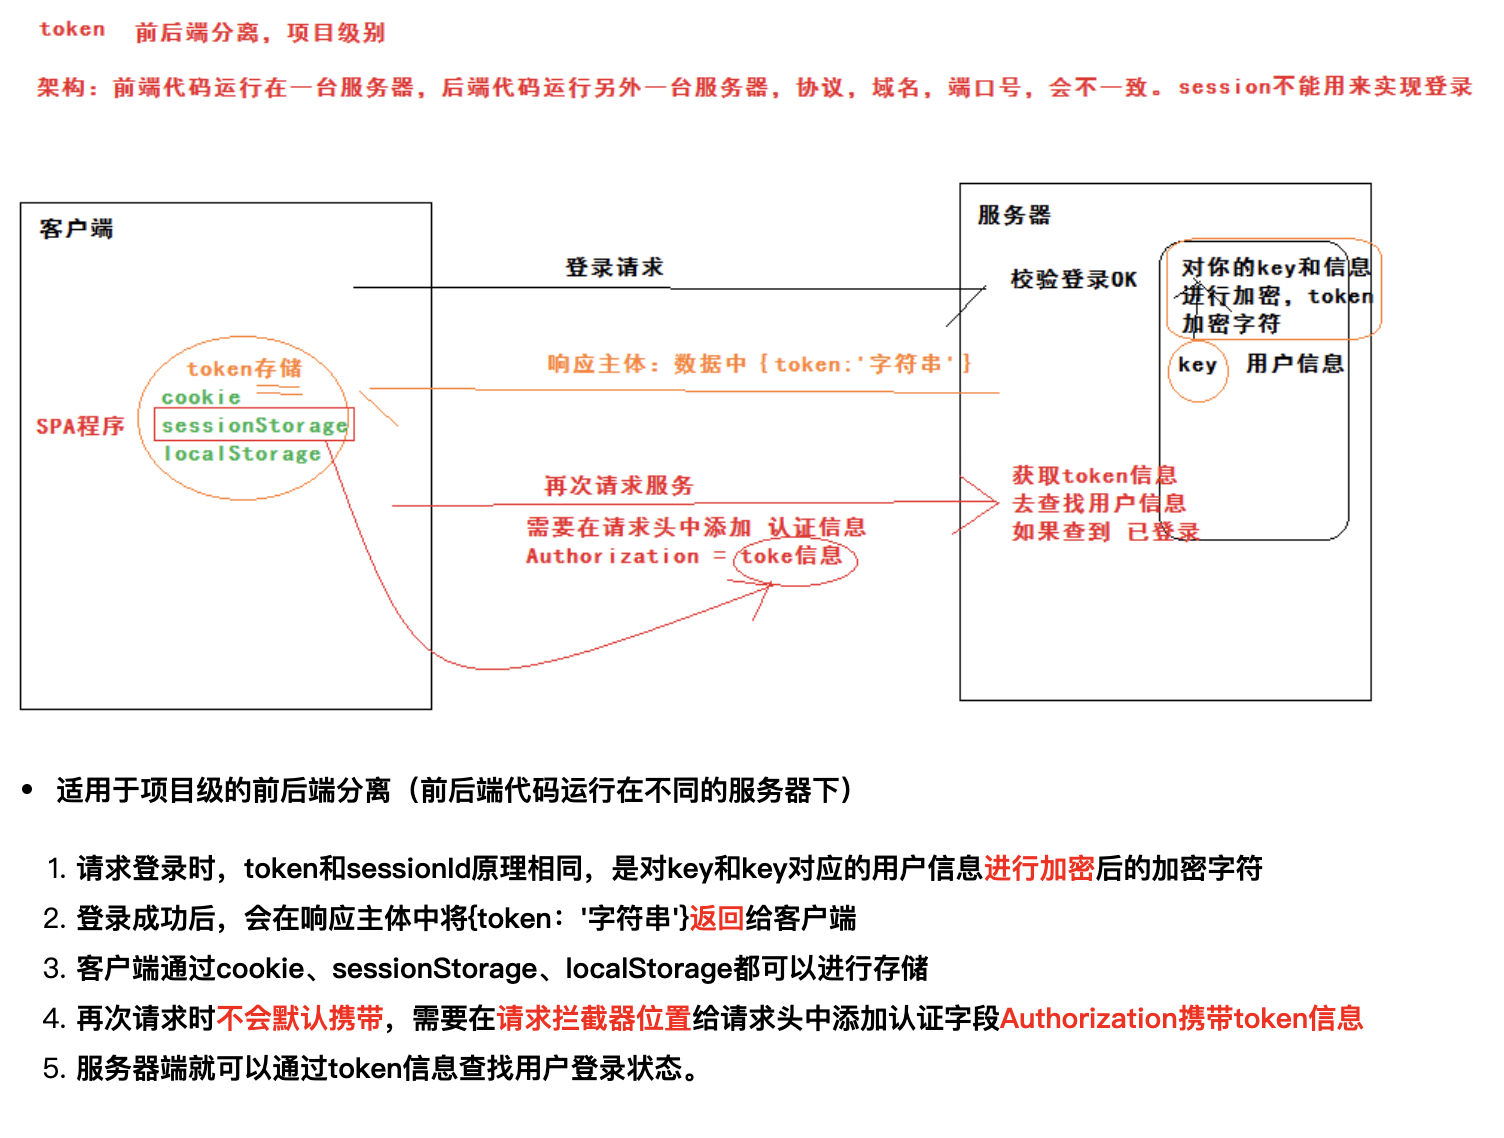 token 前后端分离，项目级别
架构：前端代码运行在一台服务器，后端代码运行另外一台服务器，协议，域名，端口号，会不一致。session不能用来实现登录
客户端
服务器
登录请求
校验登录OK
对你的key和信息
进行加密，token
加密字符
key 用户信息
响应主体：数据中｛token:'字符串'｝
token存储
cookie
sessionStorage
localStorage
SPA程序
再次请求服务
需要在请求头中添加 认证信息
Authorization = toke信息
获取token信息
去查找用户信息
如果查到 已登录
• 适用于项目级的前后端分离（前后端代码运行在不同的服务器下）
1. 请求登录时，token和sessionId原理相同，是对key和key对应的用户信息进行加密后的加密字符
2. 登录成功后，会在响应主体中将{token：'字符串'}返回给客户端
3. 客户端通过cookie、sessionStorage、localStorage都可以进行存储
4. 再次请求时不会默认携带，需要在请求拦截器位置给请求头中添加认证字段Authorization携带token信息
5. 服务器端就可以通过token信息查找用户登录状态。